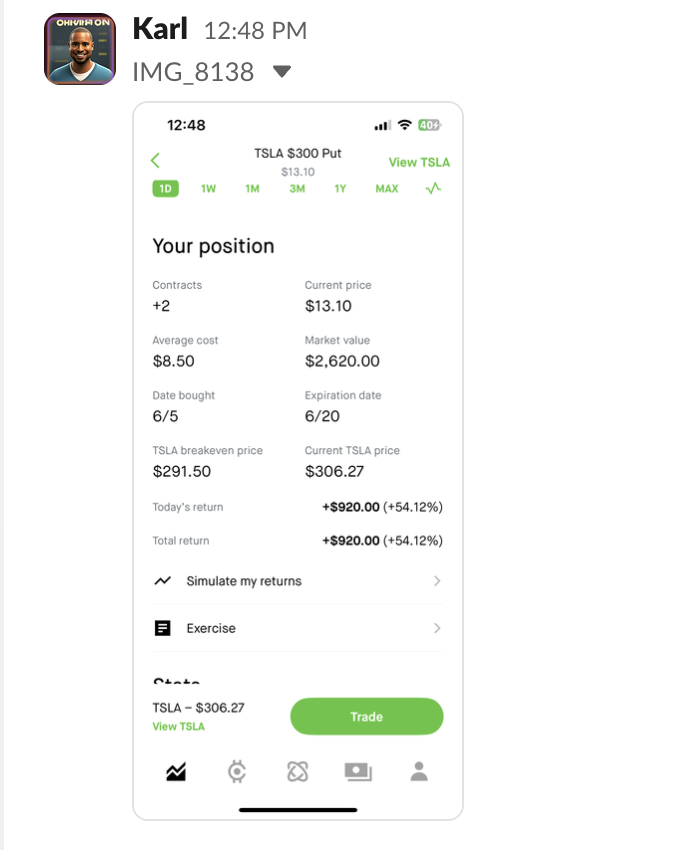 Karl 12:48 PM
IMG_8138
12:48
40
TSLA $300 Put
View TSLA
$13.10
1D 1W 1M 3M 1Y MAX
Your position
Contracts Current price
+2 $13.10
Average cost Market value
$8.50 $2,620.00
Date bought Expiration date
6/5 6/20
TSLA breakeven price Current TSLA price
$291.50 $306.27
Today's return +$920.00 (+54.12%)
Total return +$920.00 (+54.12%)
Simulate my returns
Exercise
TSLA – $306.27
View TSLA
Trade